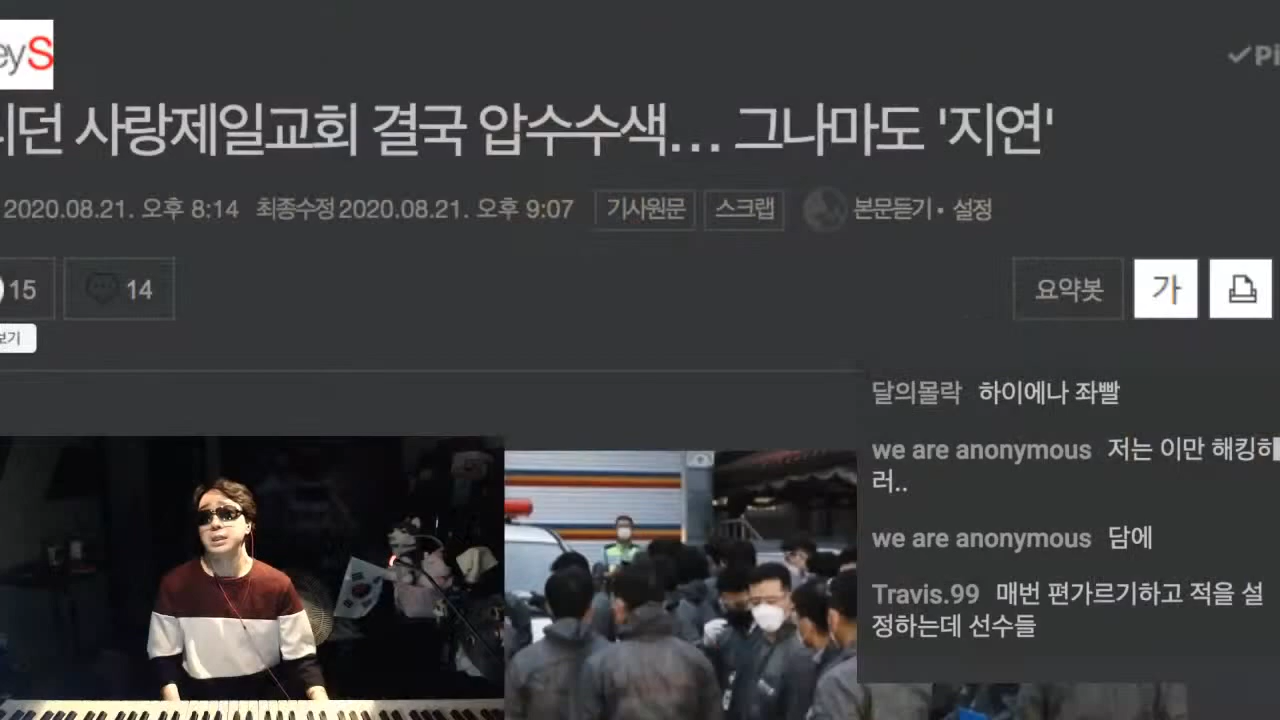 eyS
Pi
던 사랑제일교회 결국 압수수색... 그나마도 '지연'
2020.08.21. 오후 8:14 최종수정 2020.08.21. 오후 9:07 기사원문 스크랩 본문듣기 · 설정
15 14 요약봇 가
보기
달의몰락 하이에나 좌빨
we are anonymous 저는 이만 해킹하
러..
we are anonymous 담에
Travis.99 매번 편가르기하고 적을 설
정하는데 선수들